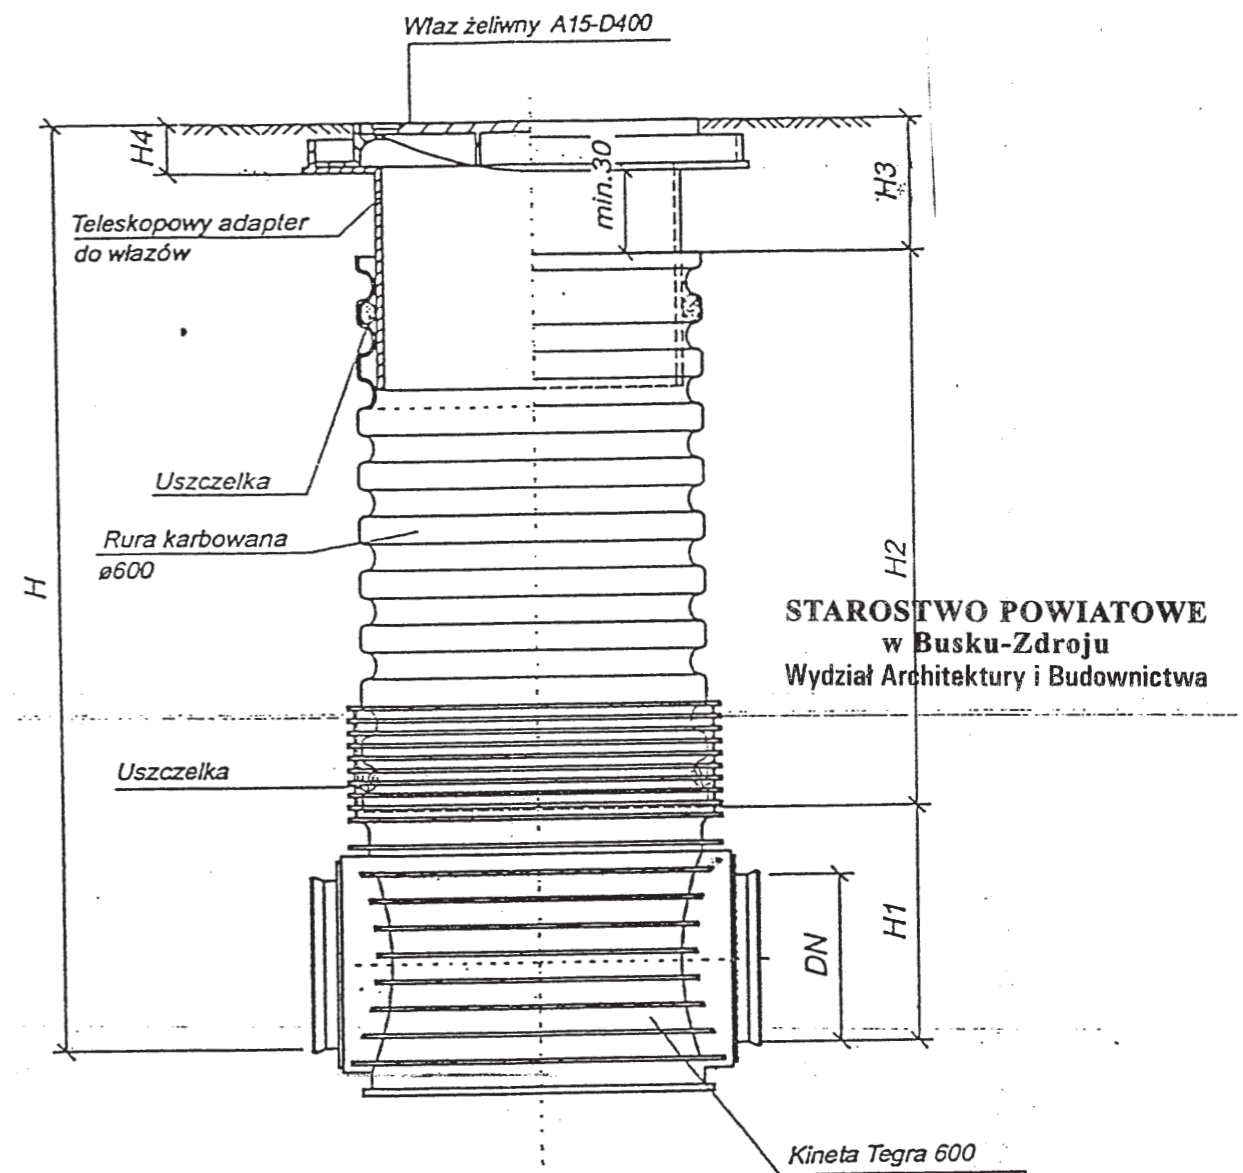 Właz żeliwny A15-D400
H4
min.30
H3
Teleskopowy adapter
do włazów
Uszczelka
Rura karbowana
ø600
H
H2
STAROSTWO POWIATOWE
w Busku-Zdroju
Wydział Architektury i Budownictwa
Uszczelka
DN
H1
Kineta Tegra 600